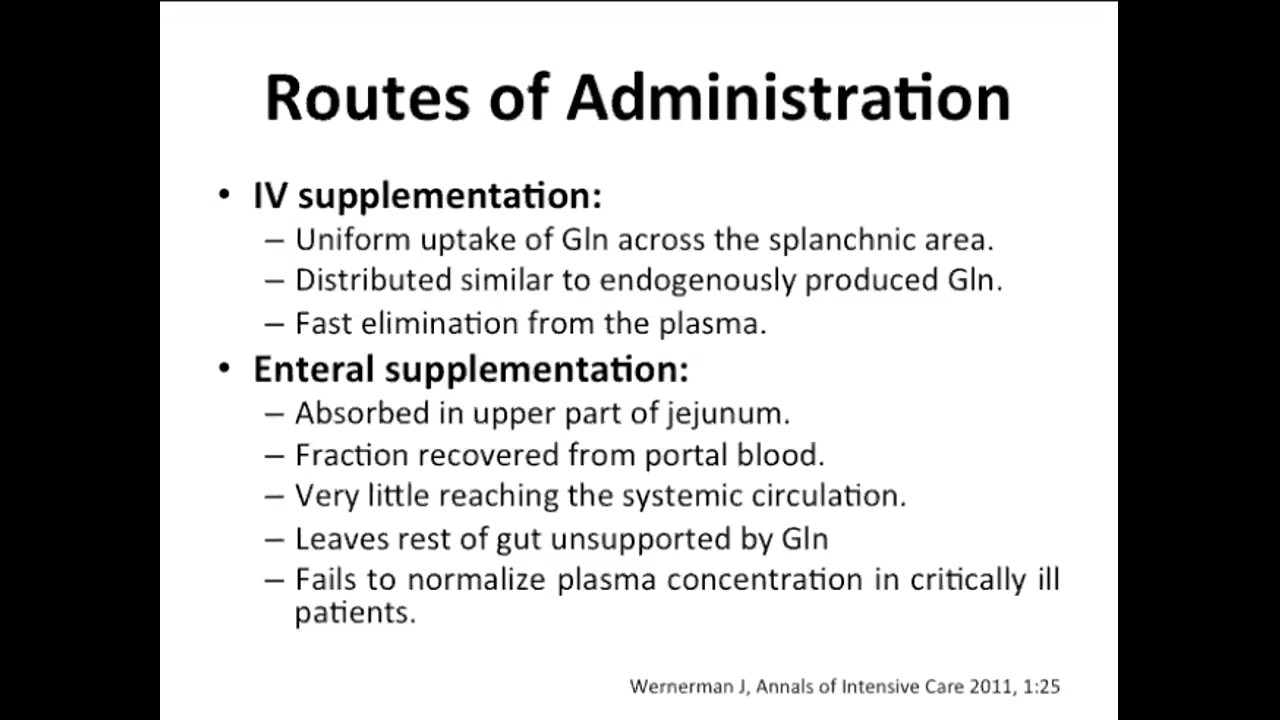 Routes of Administration
• IV supplementation:
– Uniform uptake of Gln across the splanchnic area.
– Distributed similar to endogenously produced Gln.
– Fast elimination from the plasma.
• Enteral supplementation:
– Absorbed in upper part of jejunum.
– Fraction recovered from portal blood.
– Very little reaching the systemic circulation.
– Leaves rest of gut unsupported by Gln
– Fails to normalize plasma concentration in critically ill
patients.
Wernerman J, Annals of Intensive Care 2011, 1:25